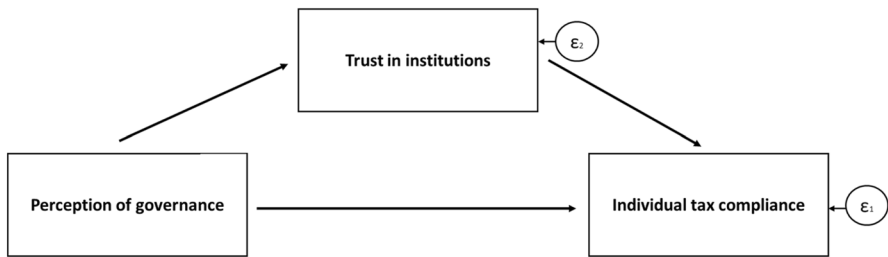 Trust in institutions
ε2
Perception of governance
Individual tax compliance
ε1